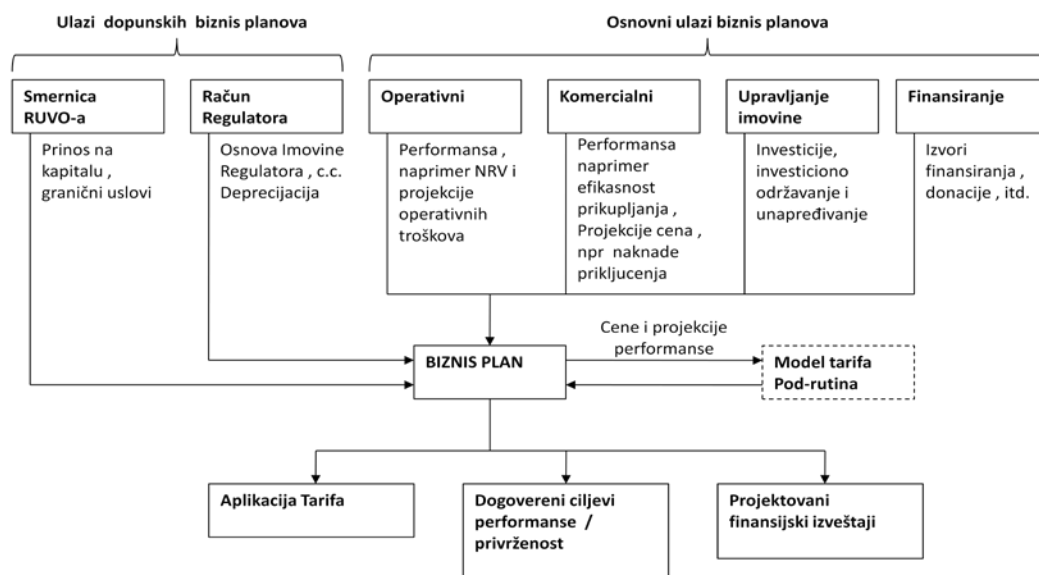 Ulazi dopunskih biznis planova
Osnovni ulazi biznis planova
Smernica
RUVO-a
Prinos na
kapitalu ,
granični uslovi
Račun
Regulatora
Osnova Imovine
Regulatora , c.c.
Deprecijacija
Operativni
Performansa ,
naprimer NRV i
projekcije
operativnih
troškova
Komercialni
Performansa
naprimer
efikasnost
prikupljanja ,
Projekcije cena ,
npr naknade
prikljucenja
Upravljanje
imovine
Investicije,
investiciono
održavanje i
unapređivanje
Finansiranje
Izvori
finansiranja ,
donacije , itd.
Cene i projekcije
performanse
BIZNIS PLAN
Model tarifa
Pod-rutina
Aplikacija Tarifa
Dogovereni ciljevi
performanse /
privrženost
Projektovani
finansijski izveštaji